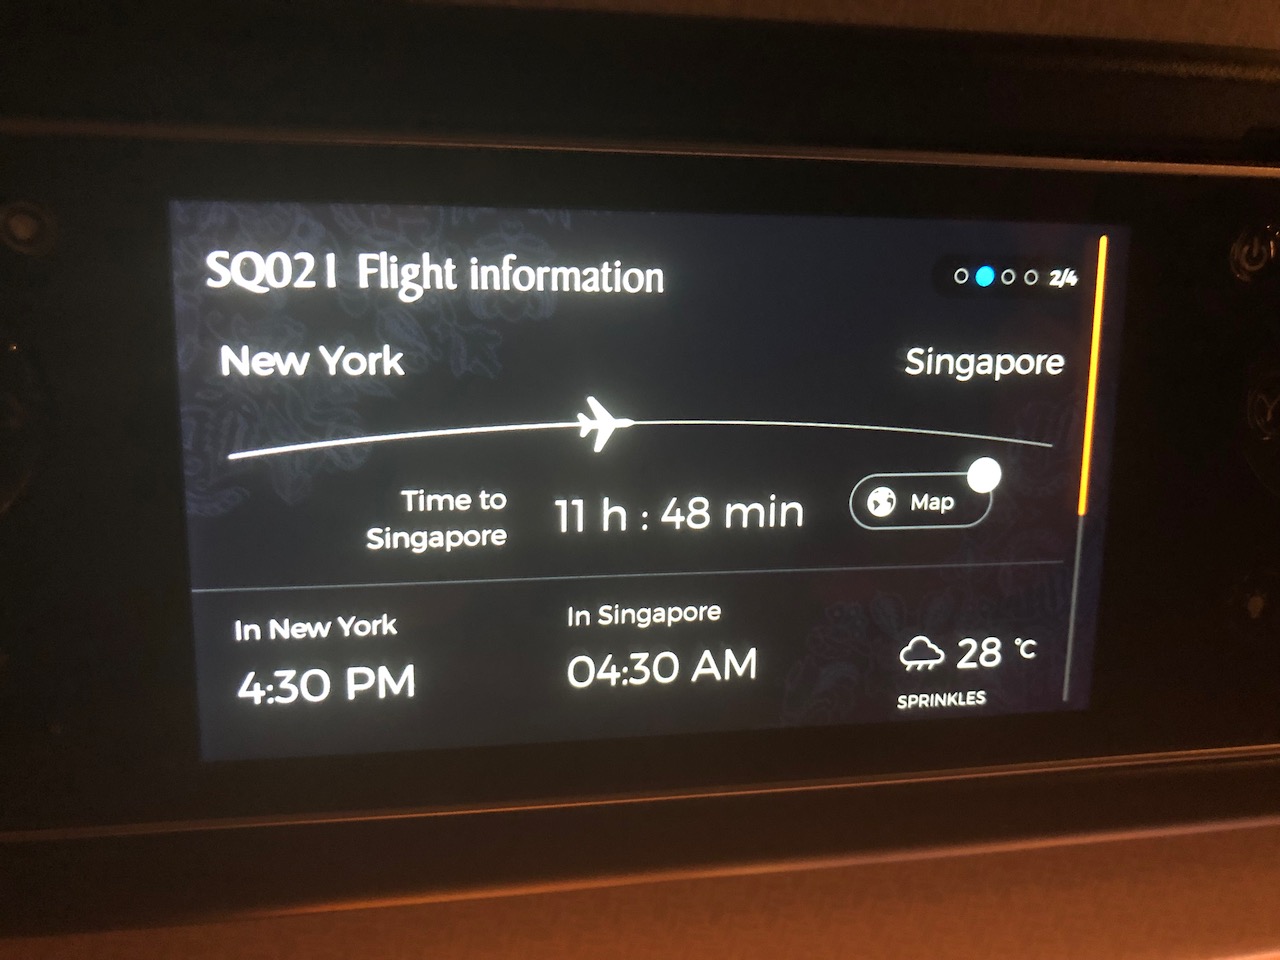 SQ021 Flight information
2/4
New York
Singapore
Time to
Singapore
11 h : 48 min
Map
In New York
4:30 PM
In Singapore
04:30 AM
28 °C
SPRINKLES